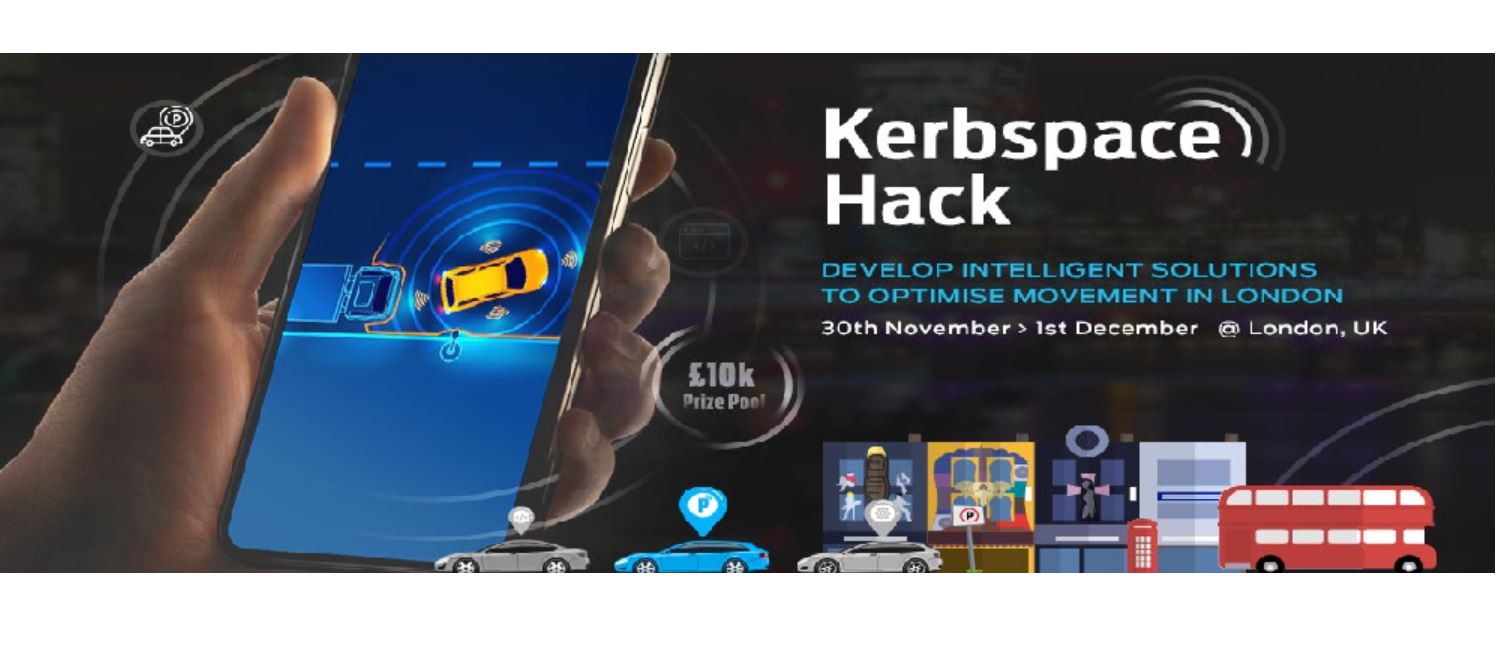 Kerbspace
Hack
DEVELOP INTELLIGENT SOLUTIONS
TO OPTIMISE MOVEMENT IN LONDON
30th November > 1st December @ London, UK
£10k
Prize Pool
P
P
P
</>
</>